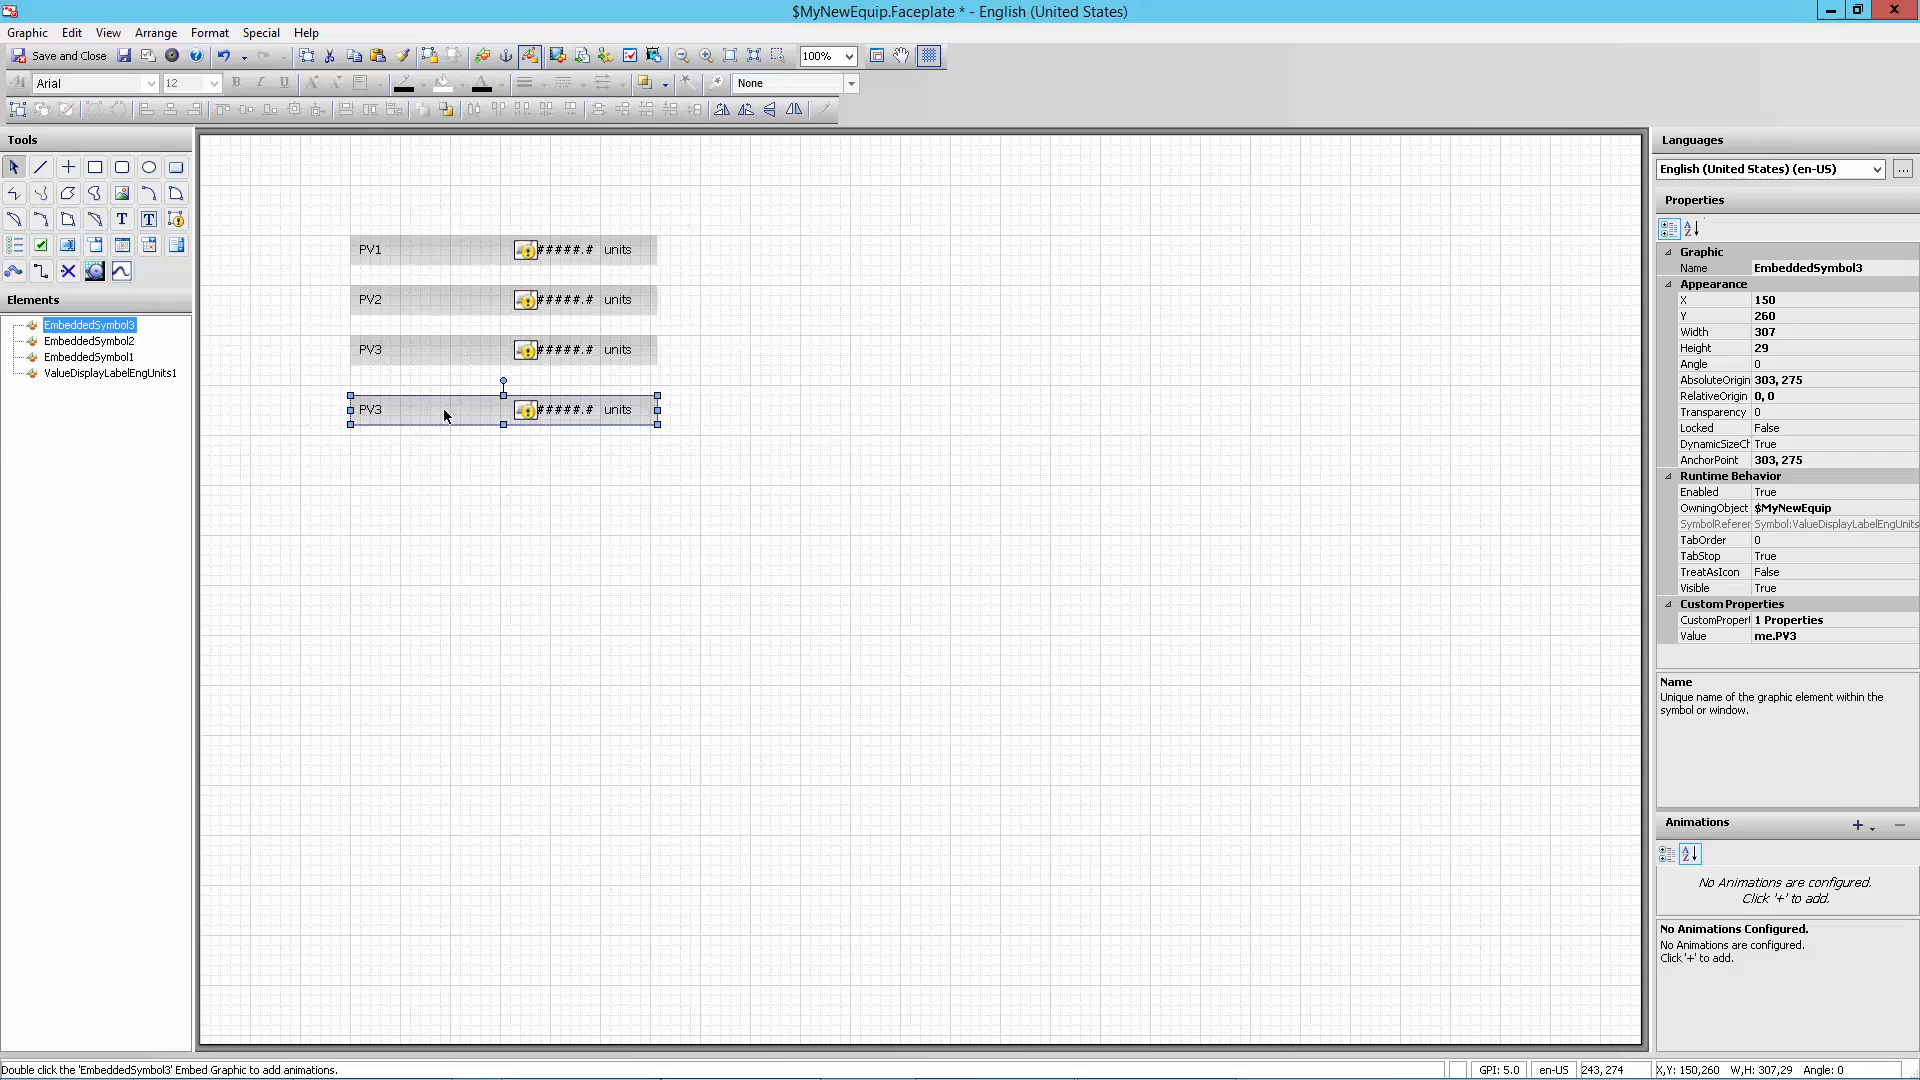 $MyNewEquip.Faceplate * - English (United States)
Graphic Edit View Arrange Format Special Help
Save and Close 100%
Arial 12 B I U A A A None
Tools
T T
Elements
EmbeddedSymbol3
EmbeddedSymbol2
EmbeddedSymbol1
ValueDisplayLabelEngUnits1
PV1 #####.# units
PV2 #####.# units
PV3 #####.# units
PV3 #####.# units
Languages
English (United States) (en-US) ...
Properties
Graphic
Name EmbeddedSymbol3
Appearance
X 150
Y 260
Width 307
Height 29
Angle 0
AbsoluteOrigin 303, 275
RelativeOrigin 0, 0
Transparency 0
Locked False
DynamicSizeCh True
AnchorPoint 303, 275
Runtime Behavior
Enabled True
OwningObject $MyNewEquip
SymbolReferen Symbol:ValueDisplayLabelEngUnits
TabOrder 0
TabStop True
TreatAsIcon False
Visible True
Custom Properties
CustomPropert 1 Properties
Value me.PV3
Name
Unique name of the graphic element within the
symbol or window.
Animations
No Animations are configured.
Click '+' to add.
No Animations Configured.
No Animations are configured.
Click '+' to add.
Double click the 'EmbeddedSymbol3' Embed Graphic to add animations.
GPI: 5.0 en-US 243, 274 X,Y: 150,260 W,H: 307,29 Angle: 0